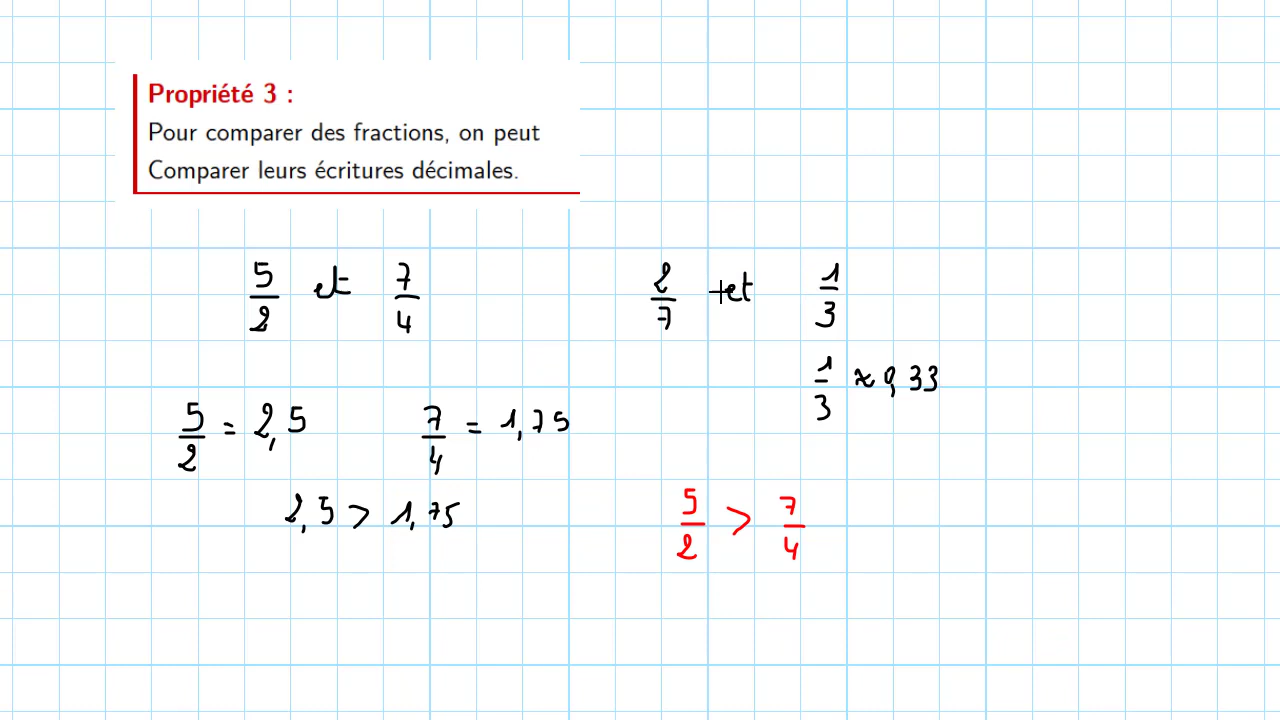 Propriété 3 :
Pour comparer des fractions, on peut
Comparer leurs écritures décimales.
5/2 et 7/4
2/7 et 1/3
1/3 ≈ 0,33
5/2 = 2,5
7/4 = 1,75
2,5 > 1,75
5/2 > 7/4